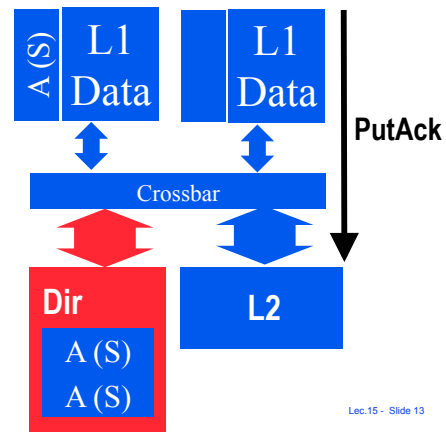 A (S)
L1
Data
L1
Data
PutAck
Crossbar
Dir
L2
A (S)
A (S)
Lec.15 - Slide 13